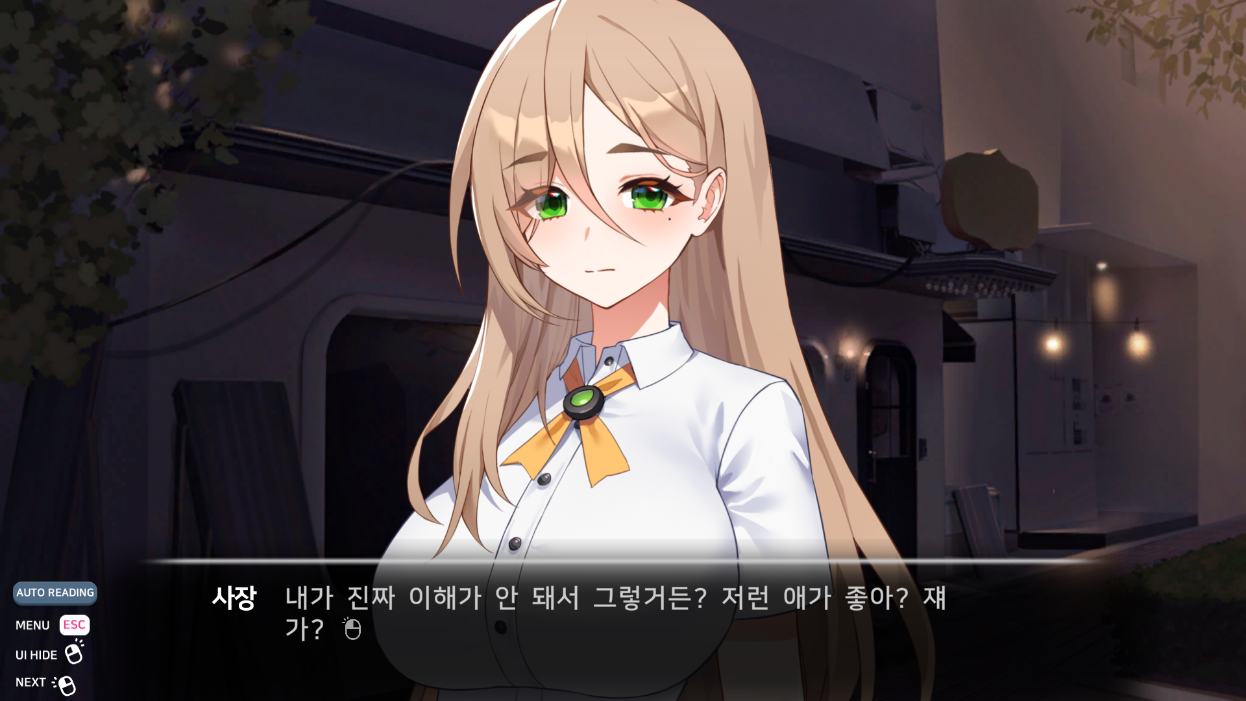 사장
내가 진짜 이해가 안 돼서 그렇거든? 저런 애가 좋아? 쟤
가?
AUTO READING
MENU ESC
UI HIDE
NEXT